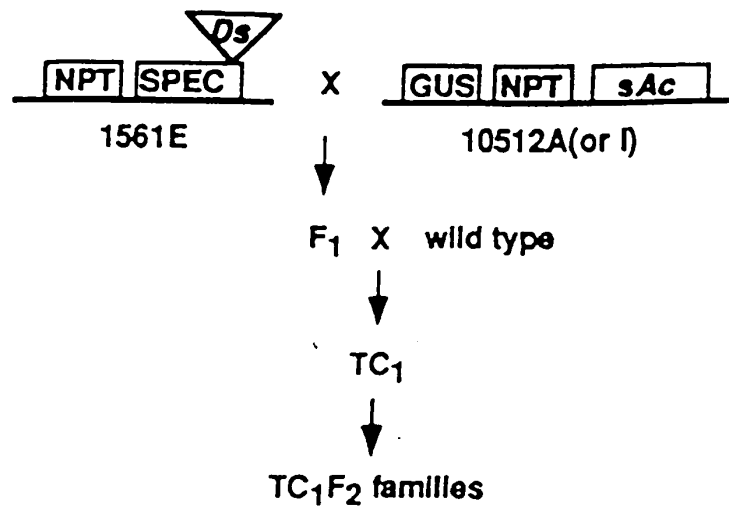 Ds
NPT SPEC X GUS NPT sAc
1561E 10512A(or I)
F1 X wild type
TC1
TC1F2 families